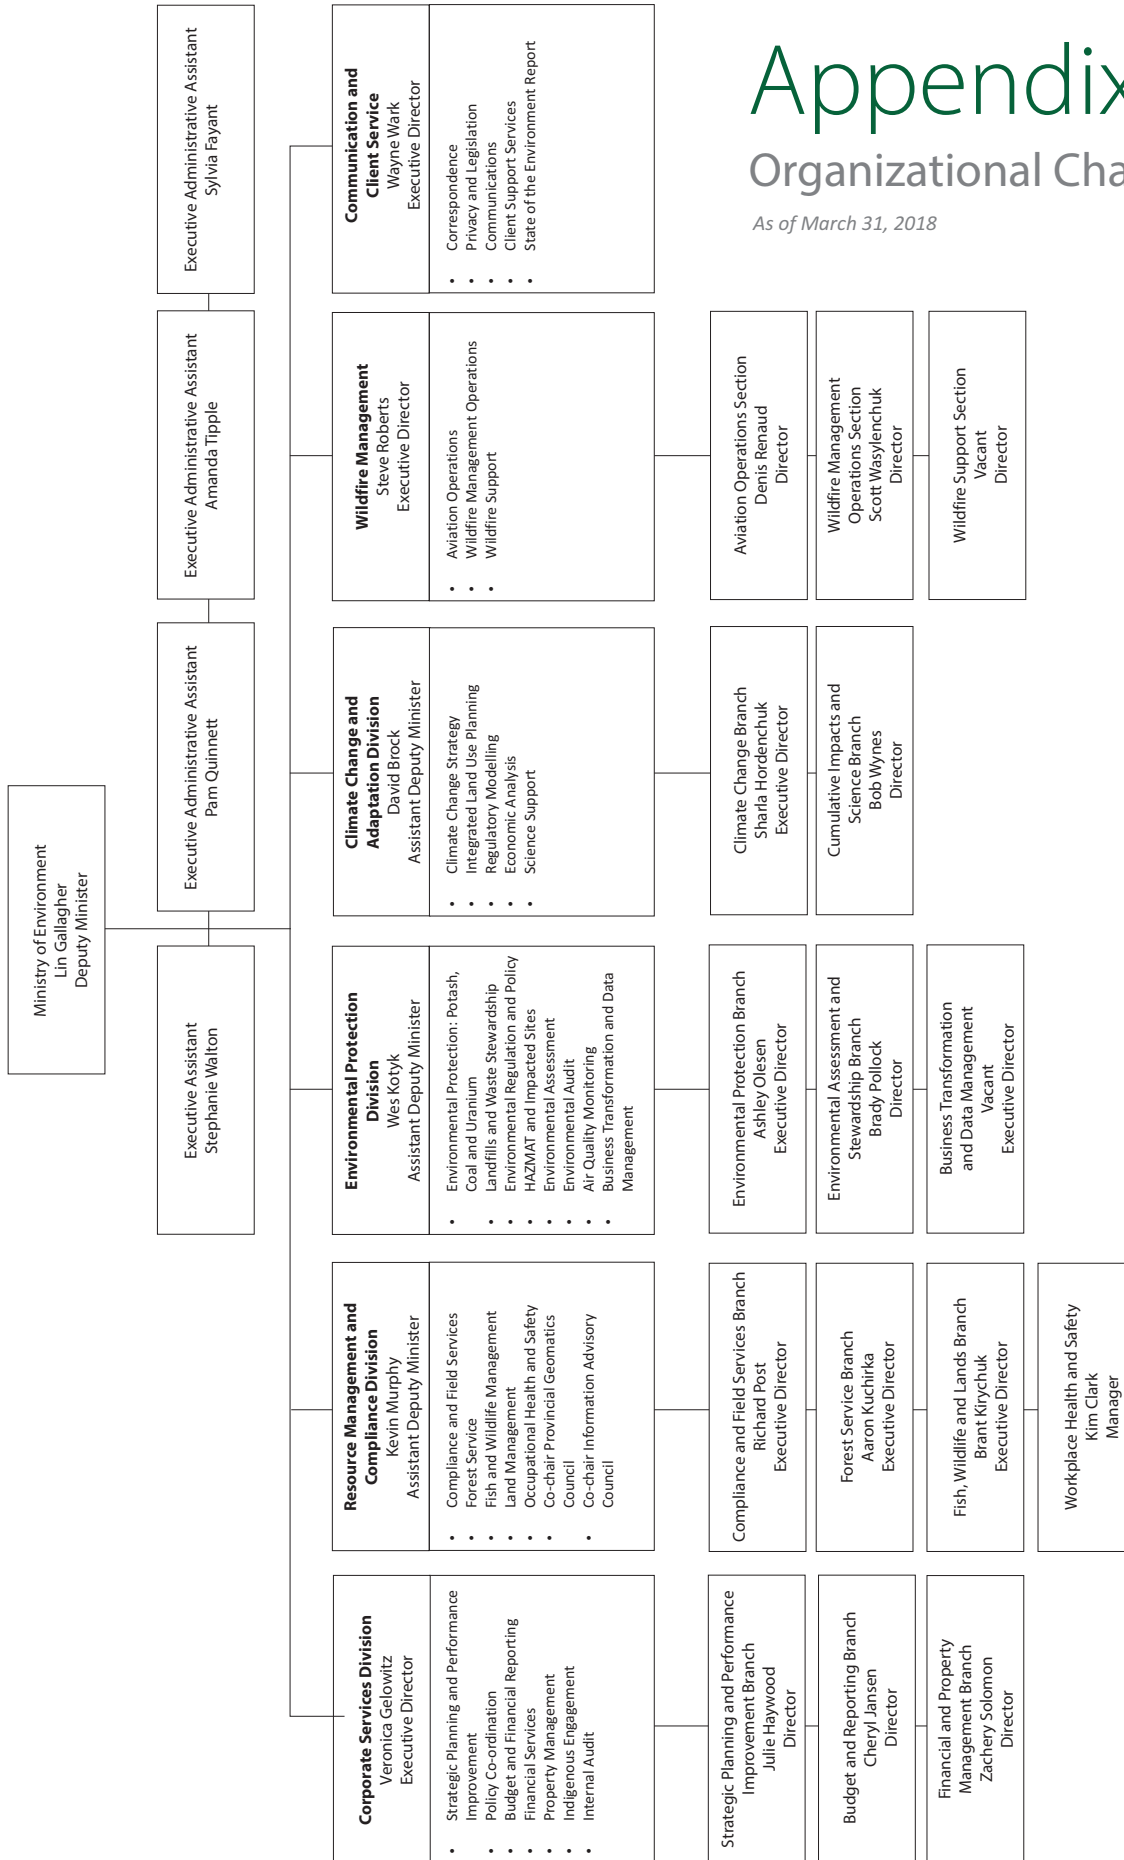 Appendix
Organizational Cha
As of March 31, 2018
Ministry of Environment
Lin Gallagher
Deputy Minister
Executive Assistant
Stephanie Walton
Executive Administrative Assistant
Pam Quinnett
Executive Administrative Assistant
Amanda Tipple
Executive Administrative Assistant
Sylvia Fayant
Corporate Services Division
Veronica Gelowitz
Executive Director
• Strategic Planning and Performance
Improvement
• Policy Co-ordination
• Budget and Financial Reporting
• Financial Services
• Property Management
• Indigenous Engagement
• Internal Audit
Strategic Planning and Performance
Improvement Branch
Julie Haywood
Director
Budget and Reporting Branch
Cheryl Jansen
Director
Financial and Property
Management Branch
Zachery Solomon
Director
Resource Management and
Compliance Division
Kevin Murphy
Assistant Deputy Minister
• Compliance and Field Services
• Forest Service
• Fish and Wildlife Management
• Land Management
• Occupational Health and Safety
• Co-chair Provincial Geomatics
Council
• Co-chair Information Advisory
Council
Compliance and Field Services Branch
Richard Post
Executive Director
Forest Service Branch
Aaron Kuchirka
Executive Director
Fish, Wildlife and Lands Branch
Brant Kirychuk
Executive Director
Workplace Health and Safety
Kim Clark
Manager
Environmental Protection
Division
Wes Kotyk
Assistant Deputy Minister
• Environmental Protection: Potash,
Coal and Uranium
• Landfills and Waste Stewardship
• Environmental Regulation and Policy
• HAZMAT and Impacted Sites
• Environmental Assessment
• Environmental Audit
• Air Quality Monitoring
• Business Transformation and Data
Management
Environmental Protection Branch
Ashley Olesen
Executive Director
Environmental Assessment and
Stewardship Branch
Brady Pollock
Director
Business Transformation
and Data Management
Vacant
Executive Director
Climate Change and
Adaptation Division
David Brock
Assistant Deputy Minister
• Climate Change Strategy
• Integrated Land Use Planning
• Regulatory Modelling
• Economic Analysis
• Science Support
Climate Change Branch
Sharla Hordenchuk
Executive Director
Cumulative Impacts and
Science Branch
Bob Wynes
Director
Wildfire Management
Steve Roberts
Executive Director
• Aviation Operations
• Wildfire Management Operations
• Wildfire Support
Aviation Operations Section
Denis Renaud
Director
Wildfire Management
Operations Section
Scott Wasylenchuk
Director
Wildfire Support Section
Vacant
Director
Communication and
Client Service
Wayne Wark
Executive Director
• Correspondence
• Privacy and Legislation
• Communications
• Client Support Services
• State of the Environment Report